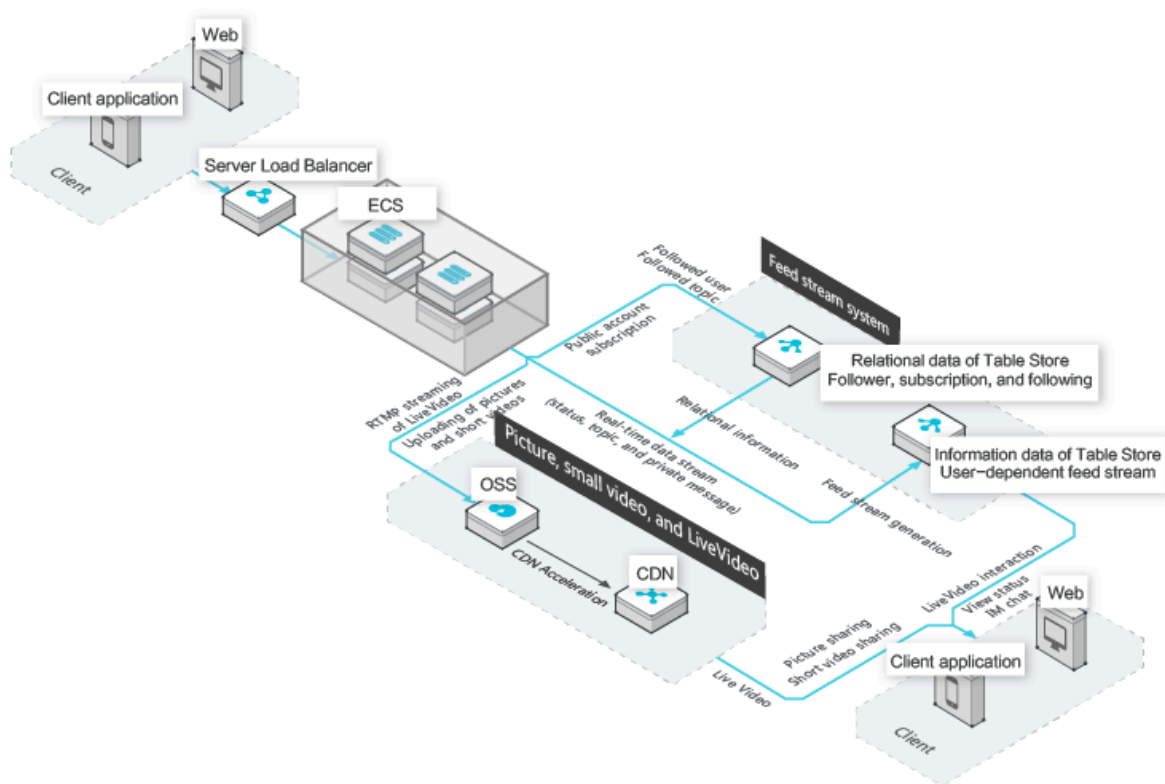 Web
Client application
Client
Server Load Balancer
ECS
Followed user
Followed topic
Public account
subscription
Feed stream system
Relational data of Table Store
Follower, subscription, and following
RTMP streaming
of LiveVideo
Uploading of pictures
and short videos
Relational information
Real-time data stream
(status, topic, and private message)
Information data of Table Store
User-dependent feed stream
Feed stream generation
Picture, small video, and LiveVideo
OSS
CDN Acceleration
CDN
LiveVideo interaction
View status
IM chat
Picture sharing
Short video sharing
Live Video
Web
Client application
Client